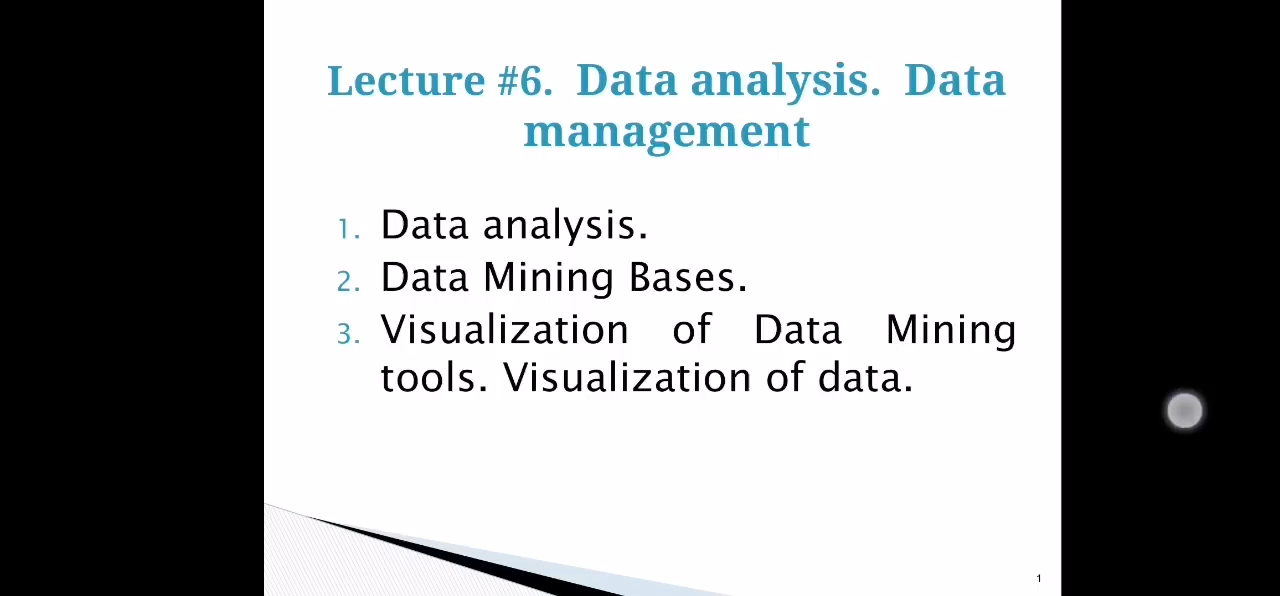 Lecture #6. Data analysis. Data
management
1. Data analysis.
2. Data Mining Bases.
3. Visualization of Data Mining
tools. Visualization of data.
1